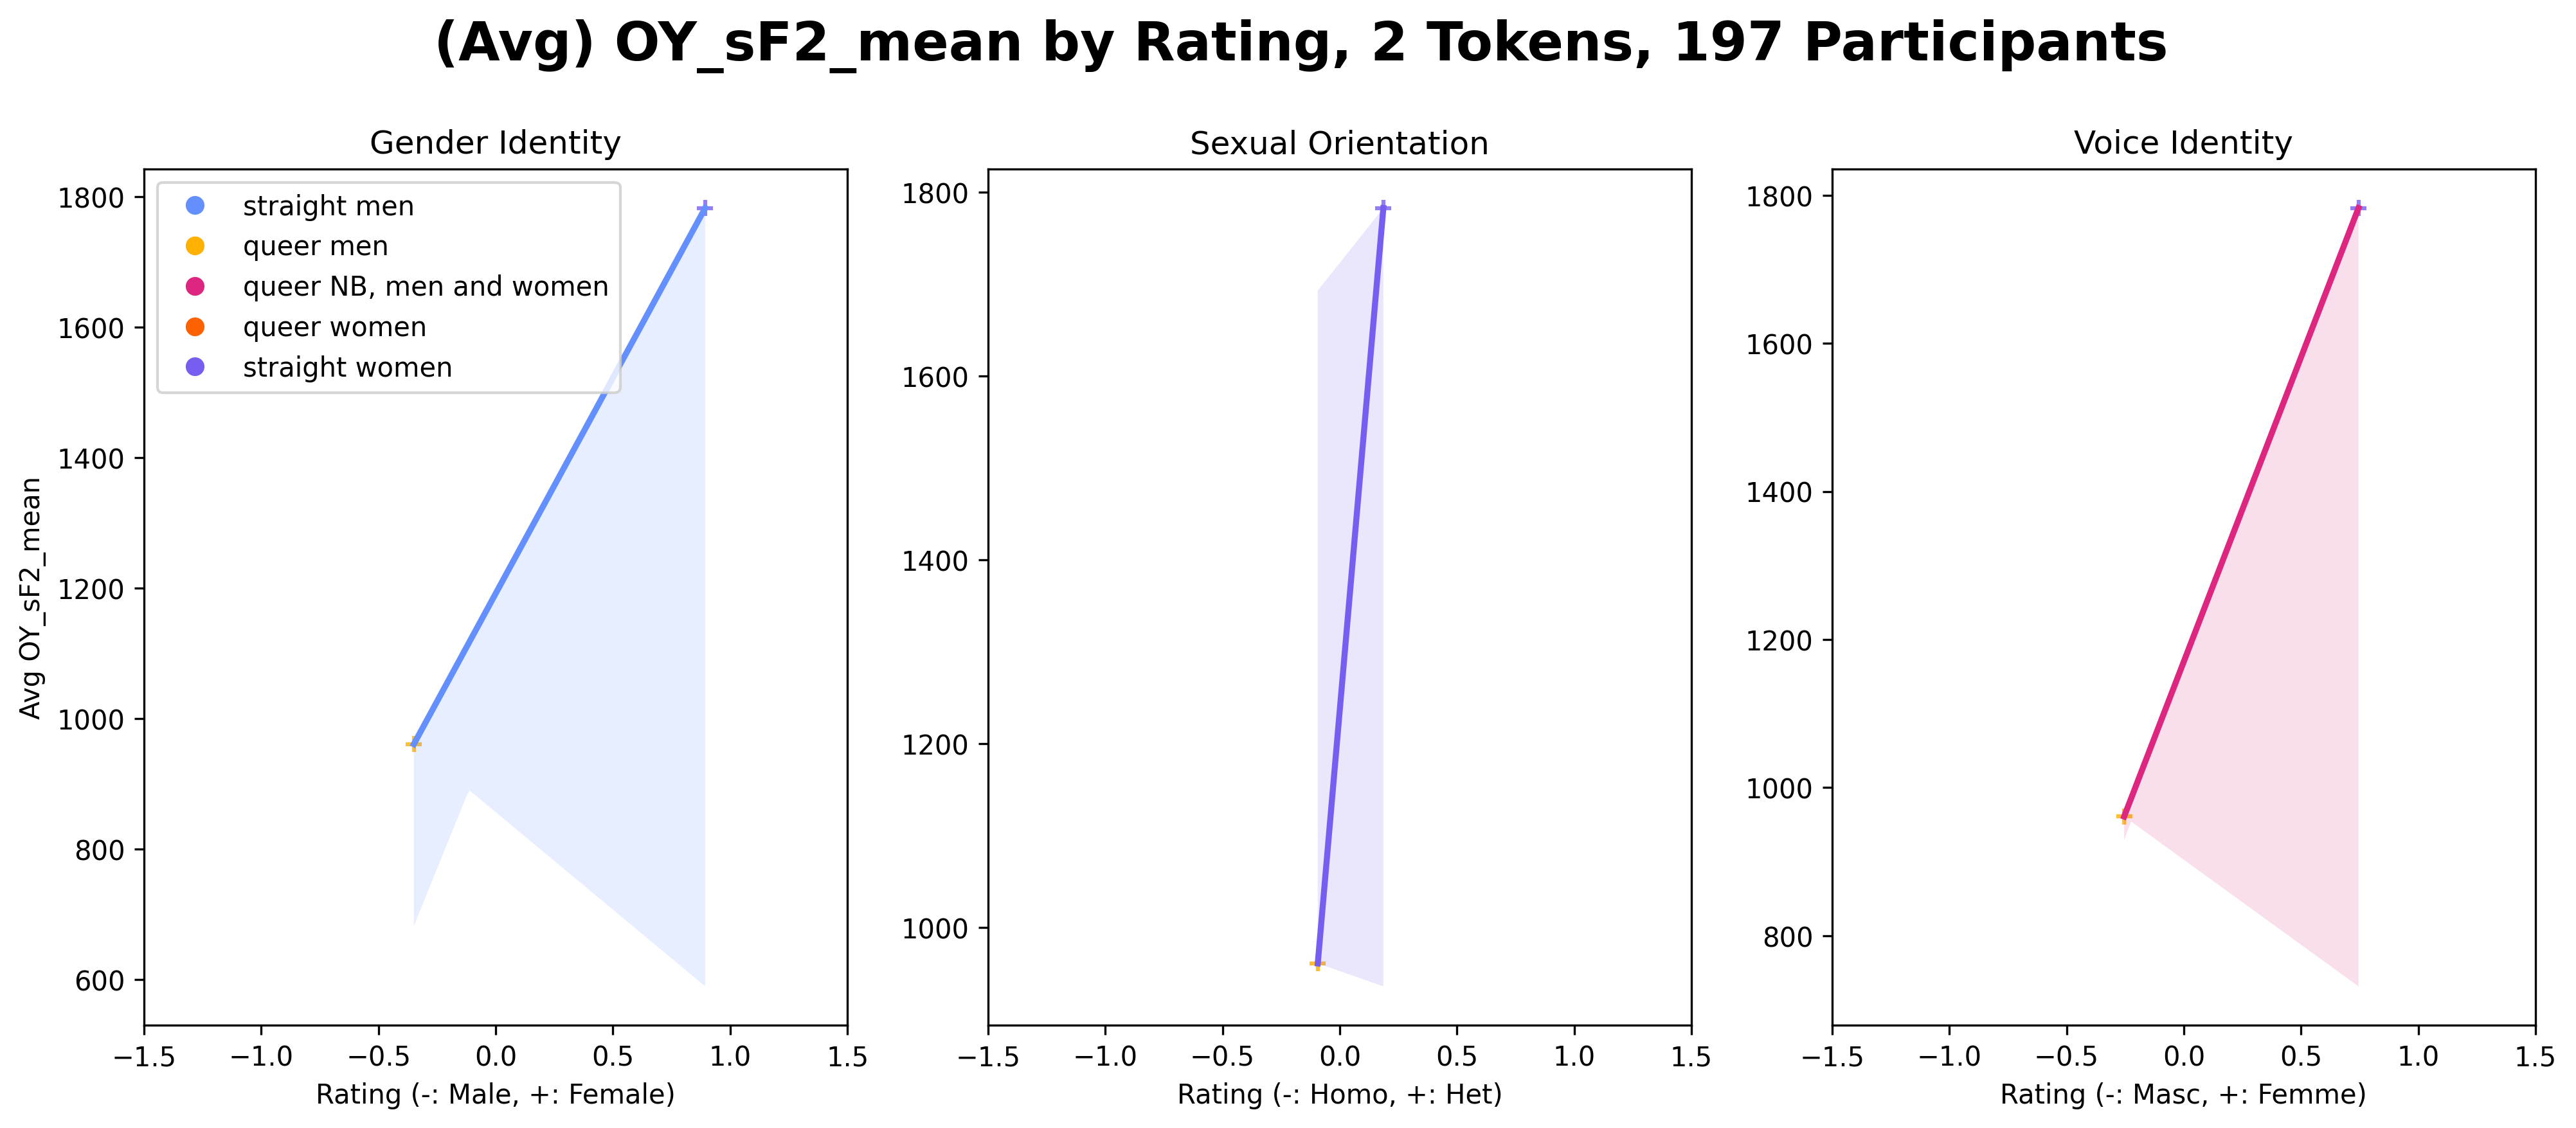 (Avg) OY_sF2_mean by Rating, 2 Tokens, 197 Participants
Gender Identity
straight men
queer men
queer NB, men and women
queer women
straight women
Avg OY_sF2_mean
1800
1600
1400
1200
1000
800
600
−1.5 −1.0 −0.5 0.0 0.5 1.0 1.5
Rating (-: Male, +: Female)
Sexual Orientation
1800
1600
1400
1200
1000
−1.5 −1.0 −0.5 0.0 0.5 1.0 1.5
Rating (-: Homo, +: Het)
Voice Identity
1800
1600
1400
1200
1000
800
−1.5 −1.0 −0.5 0.0 0.5 1.0 1.5
Rating (-: Masc, +: Femme)